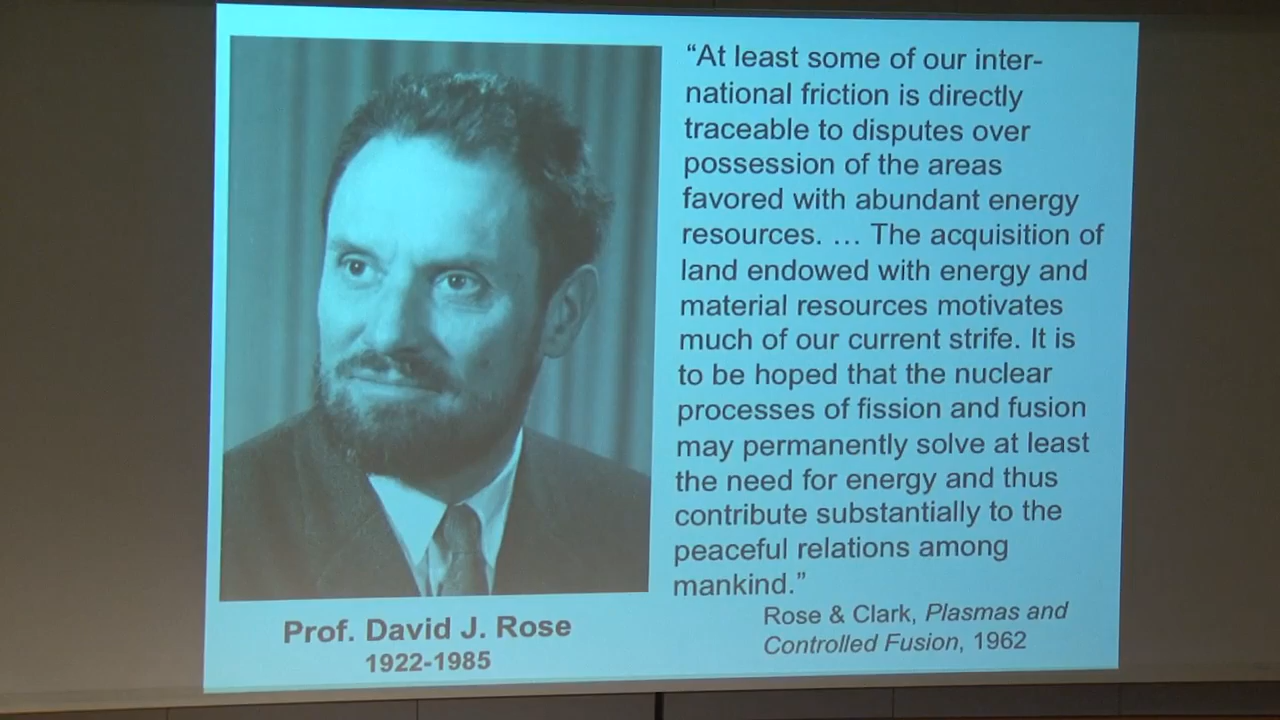 “At least some of our inter-
national friction is directly
traceable to disputes over
possession of the areas
favored with abundant energy
resources. … The acquisition of
land endowed with energy and
material resources motivates
much of our current strife. It is
to be hoped that the nuclear
processes of fission and fusion
may permanently solve at least
the need for energy and thus
contribute substantially to the
peaceful relations among
mankind.”
Rose & Clark, Plasmas and
Controlled Fusion, 1962
Prof. David J. Rose
1922-1985